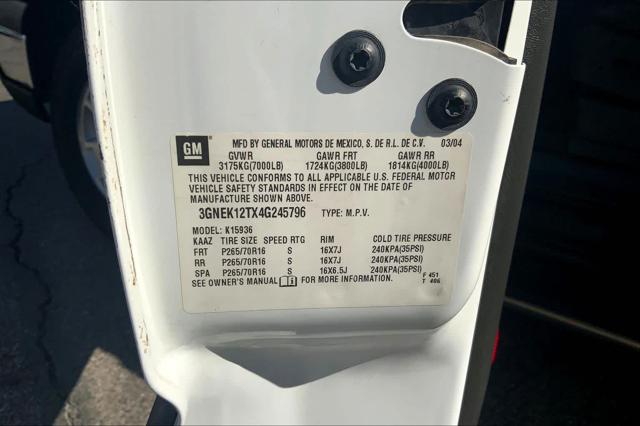 GM MFD BY GENERAL MOTORS DE MEXICO, S. DE R.L. DE C.V. 03/04
GVWR GAWR FRT GAWR RR
3175KG(7000LB) 1724KG(3800LB) 1814KG(4000LB)
THIS VEHICLE CONFORMS TO ALL APPLICABLE U.S. FEDERAL MOTOR
VEHICLE SAFETY STANDARDS IN EFFECT ON THE DATE OF
MANUFACTURE SHOWN ABOVE.
3GNEK12TX4G245796 TYPE: M.P.V.
MODEL: K15936
KAAZ TIRE SIZE SPEED RTG RIM COLD TIRE PRESSURE
FRT P265/70R16 S 16X7J 240KPA(35PSI)
RR P265/70R16 S 16X7J 240KPA(35PSI)
SPA P265/70R16 S 16X6.5J 240KPA(35PSI)
SEE OWNER'S MANUAL FOR MORE INFORMATION.
F 451
T 406